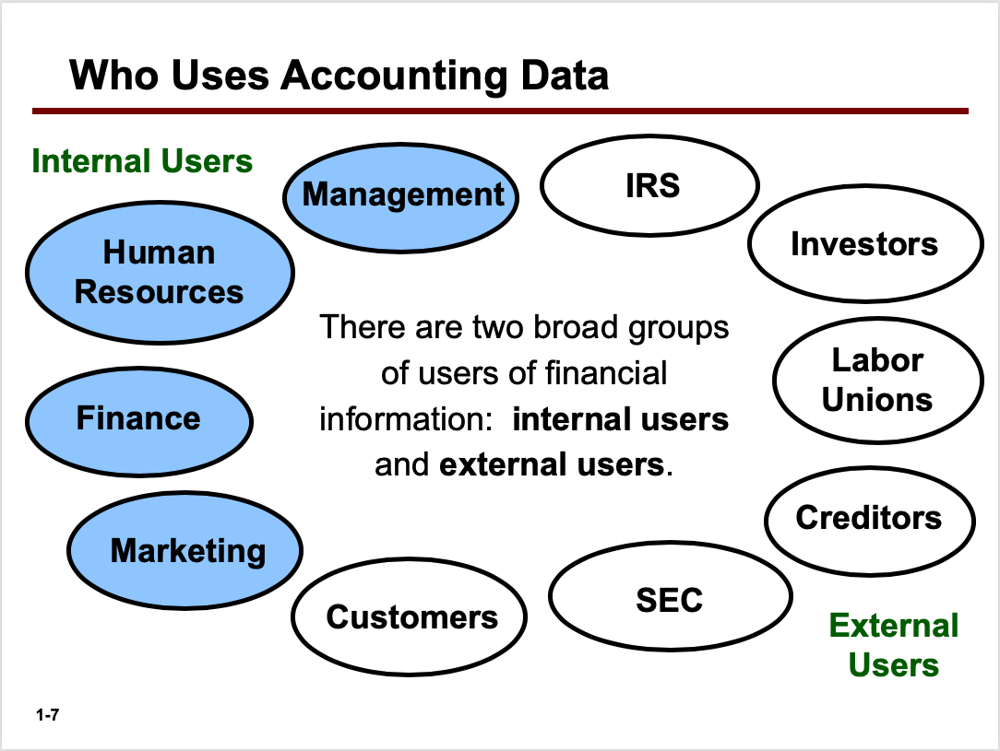 Who Uses Accounting Data
Internal Users
Management
IRS
Human
Resources
Investors
There are two broad groups
of users of financial
information:  internal users
and external users.
Labor
Unions
Finance
Creditors
Marketing
Customers
SEC
External
Users
1-7